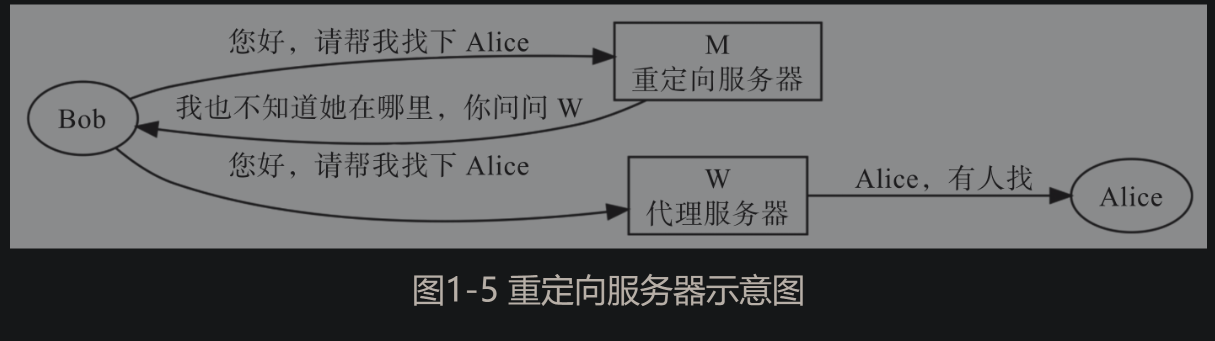 您好，请帮我找下 Alice
M
重定向服务器
Bob
我也不知道她在哪里，你问问 W
您好，请帮我找下 Alice
W
代理服务器
Alice，有人找
Alice
图1-5 重定向服务器示意图